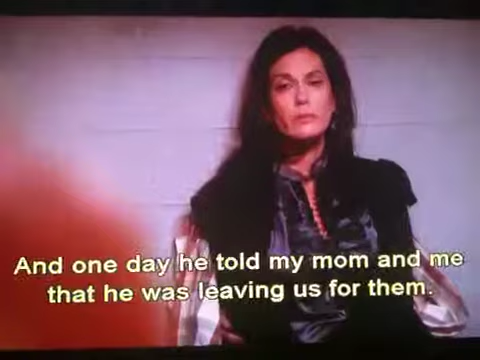 And one day he told my mom and me
that he was leaving us for them.